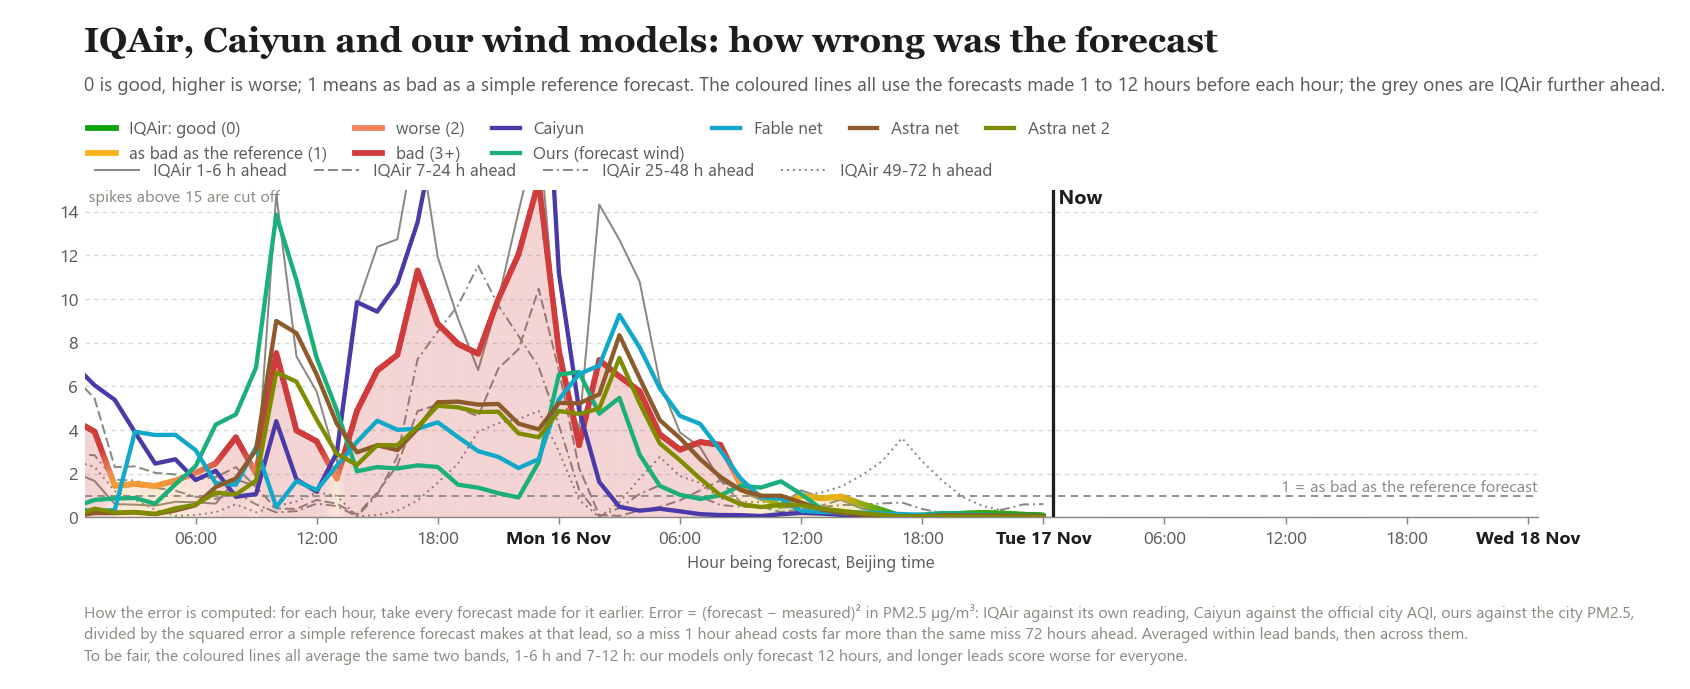 IQAir, Caiyun and our wind models: how wrong was the forecast
0 is good, higher is worse; 1 means as bad as a simple reference forecast. The coloured lines all use the forecasts made 1 to 12 hours before each hour; the grey ones are IQAir further ahead.
IQAir: good (0) worse (2) Caiyun Fable net Astra net Astra net 2
as bad as the reference (1) bad (3+) Ours (forecast wind)
IQAir 1-6 h ahead IQAir 7-24 h ahead IQAir 25-48 h ahead IQAir 49-72 h ahead
spikes above 15 are cut off
Now
14
12
10
8
6
4
2
1 = as bad as the reference forecast
0
06:00 12:00 18:00 Mon 16 Nov 06:00 12:00 18:00 Tue 17 Nov 06:00 12:00 18:00 Wed 18 Nov
Hour being forecast, Beijing time
How the error is computed: for each hour, take every forecast made for it earlier. Error = (forecast − measured)² in PM2.5 µg/m³: IQAir against its own reading, Caiyun against the official city AQI, ours against the city PM2.5,
divided by the squared error a simple reference forecast makes at that lead, so a miss 1 hour ahead costs far more than the same miss 72 hours ahead. Averaged within lead bands, then across them.
To be fair, the coloured lines all average the same two bands, 1-6 h and 7-12 h: our models only forecast 12 hours, and longer leads score worse for everyone.